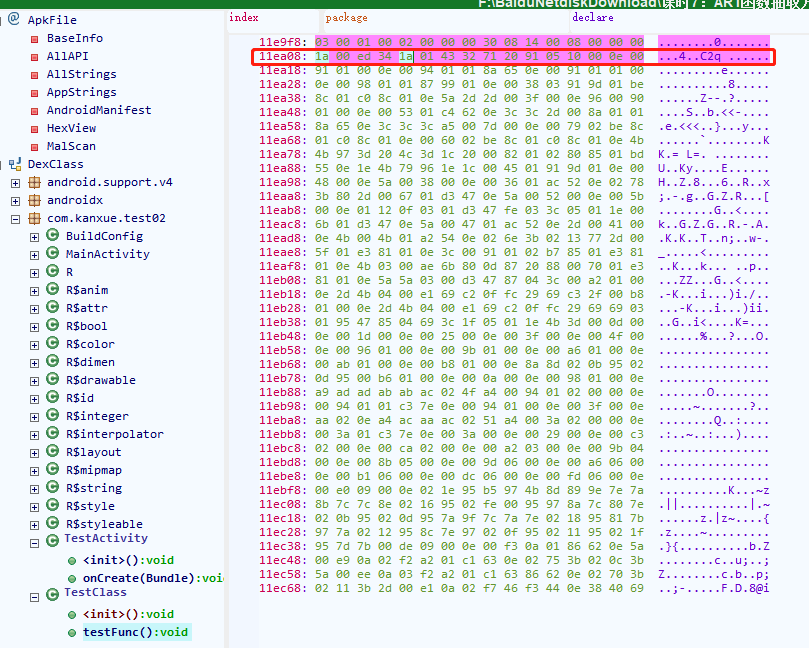 F:\BaiduNetdiskDownload\课时7：ART函数抽取
ApkFile
BaseInfo
AllAPI
AllStrings
AppStrings
AndroidManifest
HexView
MalScan
DexClass
android.support.v4
androidx
com.kanxue.test02
BuildConfig
MainActivity
R
R$anim
R$attr
R$bool
R$color
R$dimen
R$drawable
R$id
R$integer
R$interpolator
R$layout
R$mipmap
R$string
R$style
R$styleable
TestActivity
<init>():void
onCreate(Bundle):voi
TestClass
<init>():void
testFunc():void
index package declare
11e9f8: 03 00 01 00 02 00 00 00 30 08 14 00 08 00 00 00 ........0.......
11ea08: 1a 00 ed 34 1a 01 43 32 71 20 91 05 10 00 0e 00 ...4..C2q ......
11ea18: 91 01 00 0e 00 94 01 01 8a 65 0e 00 90 01 00 00 .........e......
11ea28: 0e 00 98 01 01 87 99 01 0e 00 38 03 91 9d 01 be ..........8.....
11ea38: 8c 01 c0 8c 01 0e 5a 2d 2d 00 3f 00 0e 96 00 90 ......Z--.?.....
11ea48: 01 00 0e 00 53 01 c4 62 0e 3c 3c 2d 00 8a 01 01 ....S..b.<<-....
11ea58: 8a 65 0e 3c 3c 3c a5 00 7d 00 0e 00 79 02 be 8c .e.<<<..}...y...
11ea68: 01 c0 8c 01 0e 00 60 02 be 8c 01 c0 8c 01 0e 4b ......`........K
11ea78: 4b 97 3d 20 4c 3d 1c 20 00 82 01 02 80 85 01 bd K.= L=. ........
11ea88: 55 0e 1e 4b 79 96 1e 1c 00 45 01 91 9d 01 0e 00 U..Ky....E......
11ea98: 48 00 0e 5a 00 38 00 0e 00 36 01 ac 52 0e 02 78 H..Z.8...6..R..x
11eaa8: 3b 80 2d 00 67 01 d3 47 0e 5a 00 52 00 0e 00 5b ;.-.g..G.Z.R...[
11eab8: 00 0e 01 12 0f 03 01 d3 47 fe 03 3c 05 01 1e 00 ........G..<....
11eac8: 6b 01 d3 47 0e 5a 00 47 01 ac 52 0e 2d 00 41 00 k..G.Z.G..R.-.A.
11ead8: 0e 4b 00 4b 01 a2 54 0e 02 6e 3b 02 13 77 2d 00 .K.K..T..n;..w-.
11eae8: 5f 01 e3 81 01 0e 3c 00 91 01 02 b7 85 01 e3 81 _.....<.........
11eaf8: 01 0e 4b 03 00 ae 6b 80 0d 87 20 88 00 70 01 e3 ..K...k... ..p..
11eb08: 81 01 0e 5a 5a 03 00 d3 47 87 04 3c 00 a2 01 00 ...ZZ...G..<....
11eb18: 0e 2d 4b 04 00 e1 69 c2 0f fc 29 69 c3 2f 00 b8 .-K...i...)i./..
11eb28: 01 00 0e 2d 4b 04 00 e1 69 c2 0f fc 29 69 69 03 ...-K...i...)ii.
11eb38: 01 95 47 85 04 69 3c 1f 05 01 1e 4b 3d 00 0d 00 ..G..i<....K=...
11eb48: 0e 00 1d 00 0e 00 25 00 0e 00 3f 00 0e 00 4f 00 ......%...?...O.
11eb58: 0e 00 96 01 00 0e 00 9b 01 00 0e 00 a6 01 00 0e ................
11eb68: 00 ab 01 00 0e 00 b8 01 00 0e 8a 8d 02 0b 95 02 ................
11eb78: 0d 95 00 b6 01 00 0e 00 0a 00 0e 00 98 01 00 0e ................
11eb88: a9 ad ad ab ab ac 02 4f a4 00 94 01 02 00 00 0e .......O........
11eb98: 00 94 01 01 c3 7e 0e 00 94 01 00 0e 00 3f 00 0e .....~.......?..
11eba8: aa 02 0e a4 ac aa ac 02 51 a4 00 3a 02 00 00 0e ........Q..:....
11ebb8: 00 3a 01 c3 7e 0e 00 3a 00 0e 00 29 00 0e 00 c3 .:..~..:...)....
11ebc8: 02 00 0e 00 ca 02 00 0e 00 a2 03 00 0e 00 9b 04 ................
11ebd8: 00 0e 00 8b 05 00 0e 00 9d 06 00 0e 00 a6 06 00 ................
11ebe8: 0e 00 b1 06 00 0e 00 dc 06 00 0e 00 fd 06 00 0e ................
11ebf8: 00 e0 09 00 0e 02 1e 95 b5 97 4b 8d 89 9e 7e 7a ..........K...~z
11ec08: 8b 7c 7c 8e 02 16 95 02 fe 00 95 97 8a 7c 80 7e .||..........|.~
11ec18: 02 0b 95 02 0d 95 7a 9f 7c 7a 7e 02 18 95 81 7b ......z.|z~....{
11ec28: 97 7a 02 12 95 8c 7e 97 02 0f 95 02 11 95 02 1f .z....~.........
11ec38: 95 7d 7b 00 de 09 00 0e 00 f3 0a 01 86 62 0e 5a .}{..........b.Z
11ec48: 00 e9 0a 02 f2 a2 01 c1 63 0e 02 75 3b 02 0c 3b ........c..u;..;
11ec58: 5a 00 ee 0a 03 f2 a2 01 c1 63 86 62 0e 02 70 3b Z........c.b..p;
11ec68: 02 11 3b 2d 00 e1 0a 02 f7 46 f3 44 0e 38 40 69 ..;-.....F.D.8@i